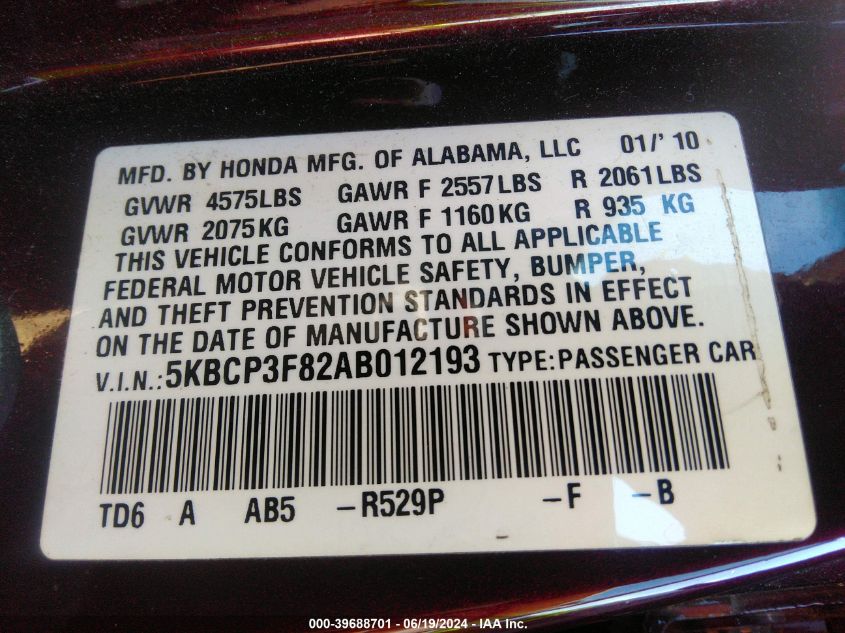 MFD. BY HONDA MFG. OF ALABAMA, LLC 01/' 10
GVWR 4575LBS GAWR F 2557LBS R 2061LBS
GVWR 2075KG GAWR F 1160KG R 935 KG
THIS VEHICLE CONFORMS TO ALL APPLICABLE
FEDERAL MOTOR VEHICLE SAFETY, BUMPER,
AND THEFT PREVENTION STANDARDS IN EFFECT
ON THE DATE OF MANUFACTURE SHOWN ABOVE.
V.I.N.:5KBCP3F82AB012193 TYPE:PASSENGER CAR
TD6 A AB5 -R529P -F -B
000-39688701 - 06/19/2024 - IAA Inc.